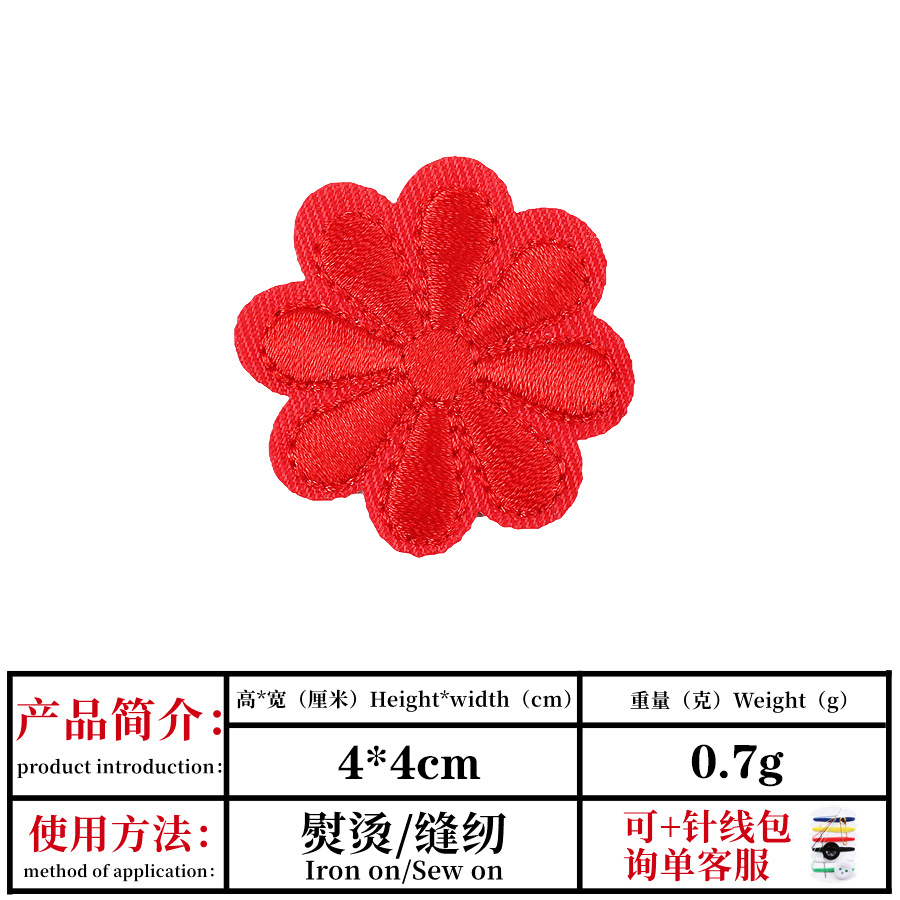 产品简介：
product introduction：
高*宽（厘米）Height*width（cm）
重量（克）Weight（g）
4*4cm
0.7g
使用方法：
method of application：
熨烫/缝纫
Iron on/Sew on
可+针线包
询单客服